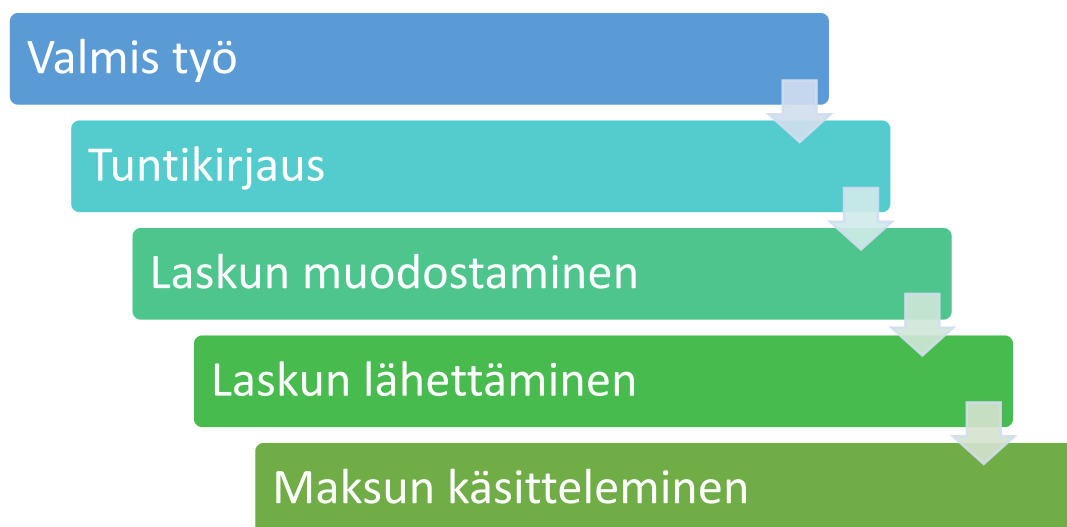 Valmis työ
Tuntikirjaus
Laskun muodostaminen
Laskun lähettäminen
Maksun käsitteleminen